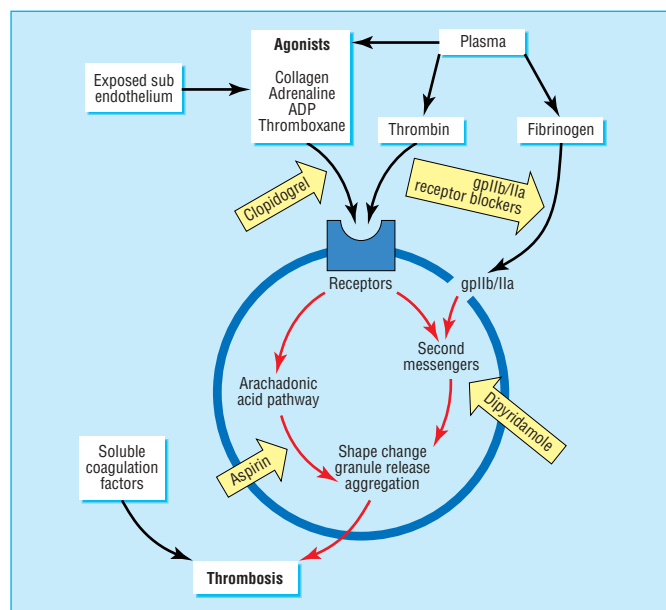 Agonists
Collagen
Adrenaline
ADP
Thromboxane
Plasma
Exposed sub
endothelium
Thrombin
Fibrinogen
Clopidogrel
gpIIb/IIa
receptor blockers
Receptors
gpIIb/IIa
Second
messengers
Arachadonic
acid pathway
Dipyridamole
Aspirin
Shape change
granule release
aggregation
Soluble
coagulation
factors
Thrombosis